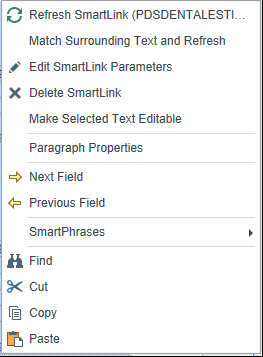 Refresh SmartLink (PDSDENTALESTI...
Match Surrounding Text and Refresh
Edit SmartLink Parameters
Delete SmartLink
Make Selected Text Editable
Paragraph Properties
Next Field
Previous Field
SmartPhrases
Find
Cut
Copy
Paste